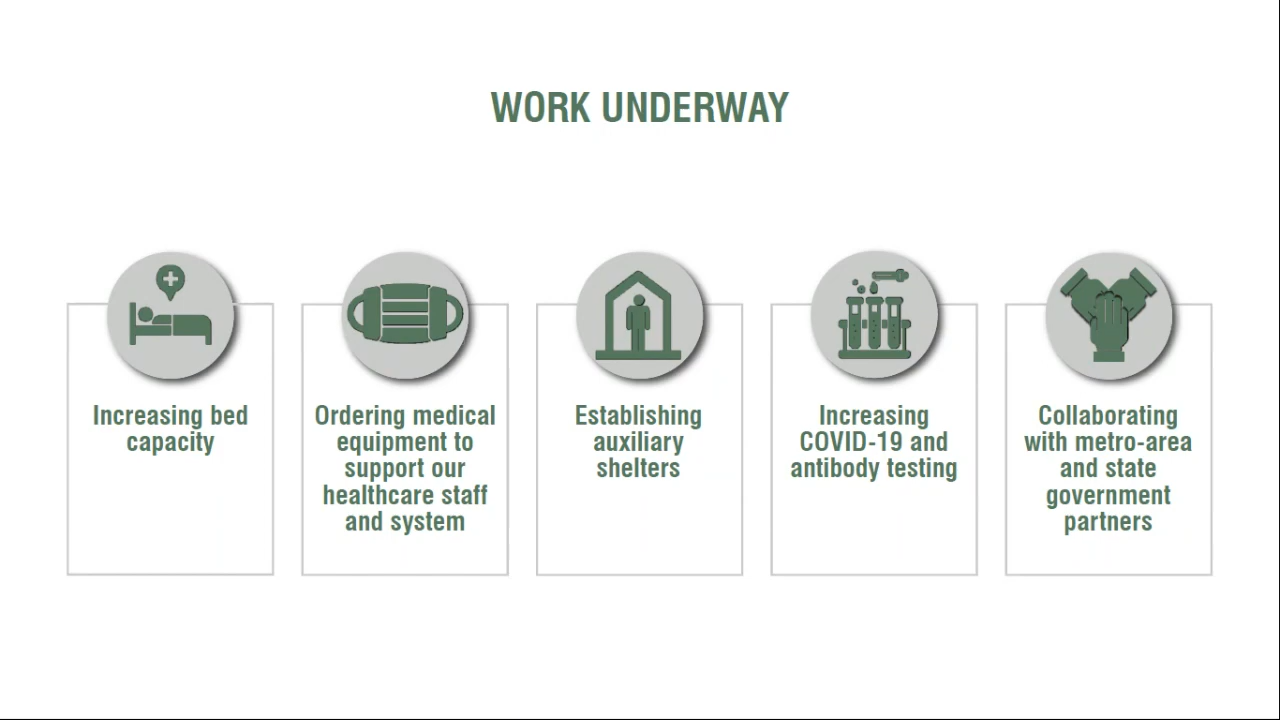 WORK UNDERWAY
Increasing bed
capacity
Ordering medical
equipment to
support our
healthcare staff
and system
Establishing
auxiliary
shelters
Increasing
COVID-19 and
antibody testing
Collaborating
with metro-area
and state
government
partners